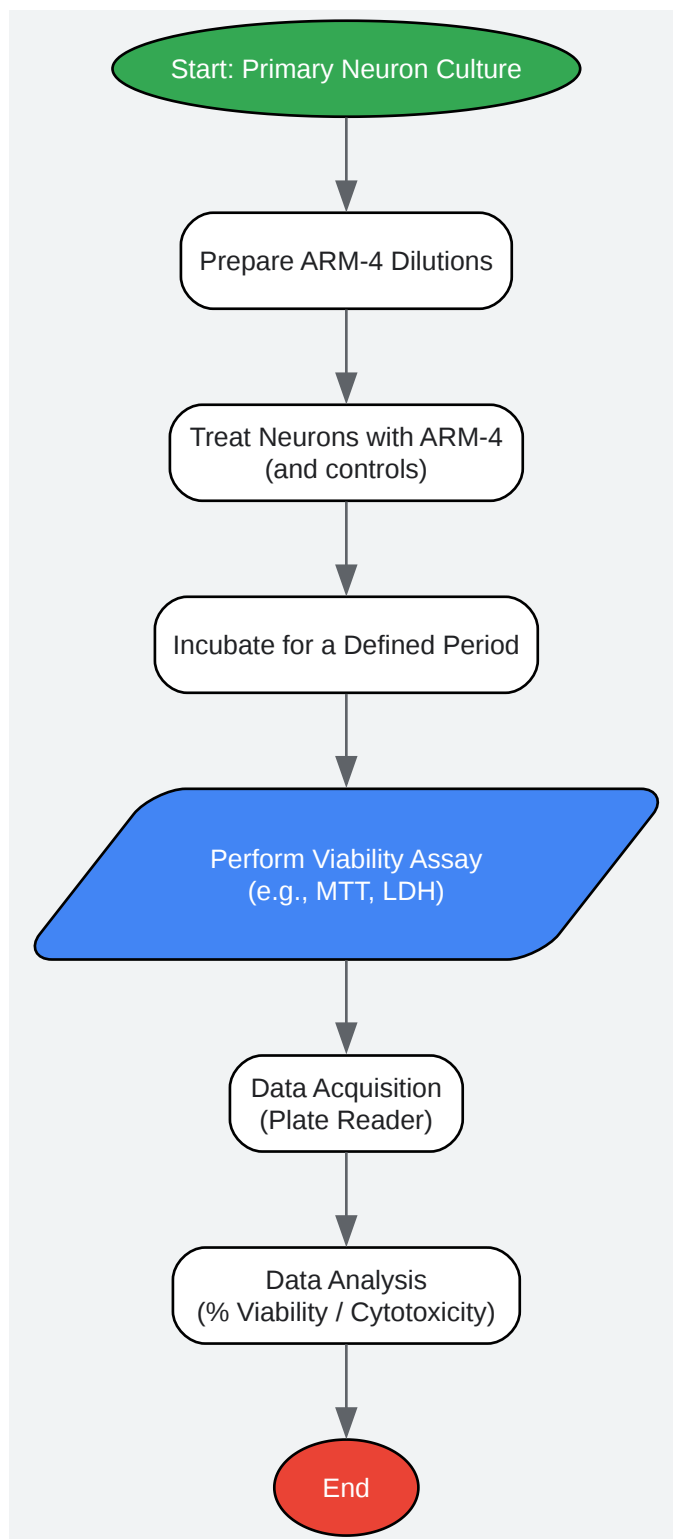 Start: Primary Neuron Culture
Prepare ARM-4 Dilutions
Treat Neurons with ARM-4
(and controls)
Incubate for a Defined Period
Perform Viability Assay
(e.g., MTT, LDH)
Data Acquisition
(Plate Reader)
Data Analysis
(% Viability / Cytotoxicity)
End